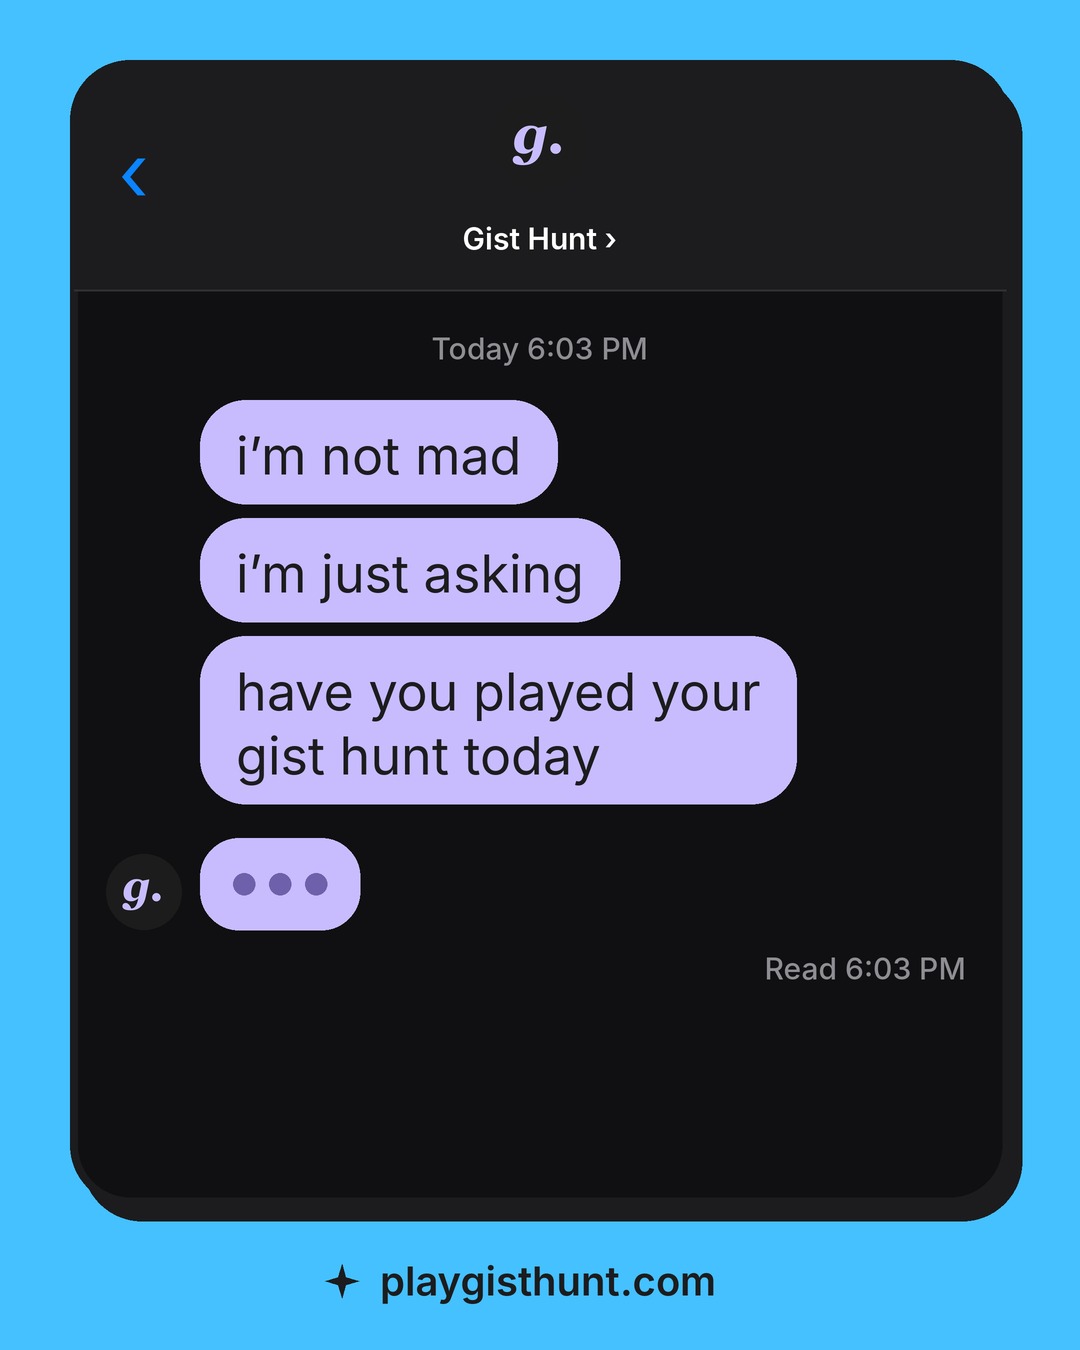 g.
Gist Hunt ›
Today 6:03 PM
i’m not mad
i’m just asking
have you played your
gist hunt today
g.
Read 6:03 PM
playgisthunt.com